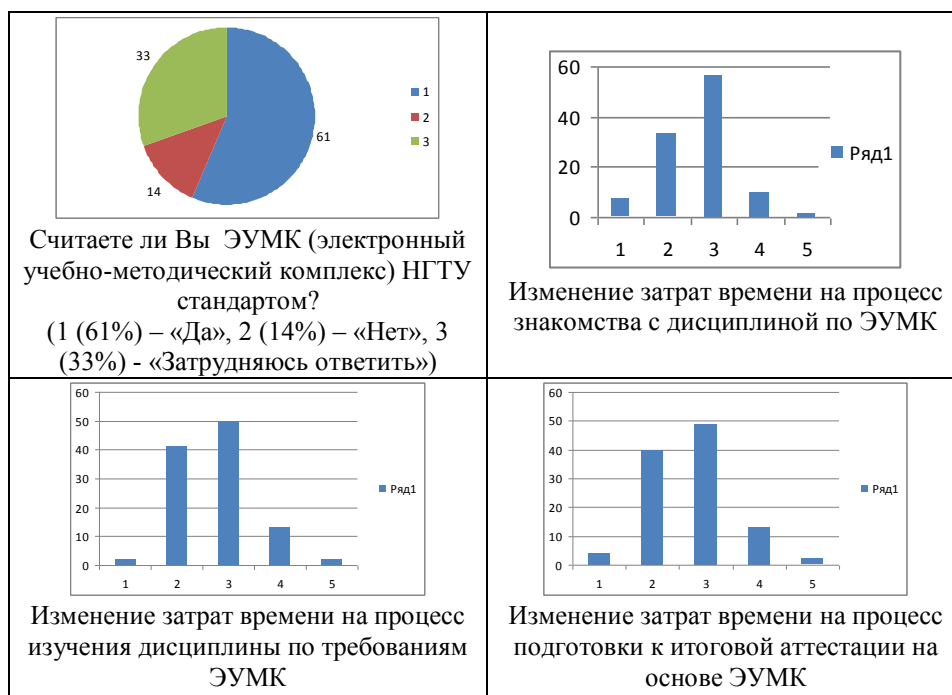 33
61
14
1
2
3
Считаете ли Вы ЭУМК (электронный
учебно-методический комплекс) НГТУ
стандартом?
(1 (61%) – «Да», 2 (14%) – «Нет», 3
(33%) - «Затрудняюсь ответить»)
60
40
20
0
1 2 3 4 5
Ряд1
Изменение затрат времени на процесс
знакомства с дисциплиной по ЭУМК
60
50
40
30
20
10
0
1 2 3 4 5
Ряд1
Изменение затрат времени на процесс
изучения дисциплины по требованиям
ЭУМК
60
50
40
30
20
10
0
1 2 3 4 5
Ряд1
Изменение затрат времени на процесс
подготовки к итоговой аттестации на
основе ЭУМК